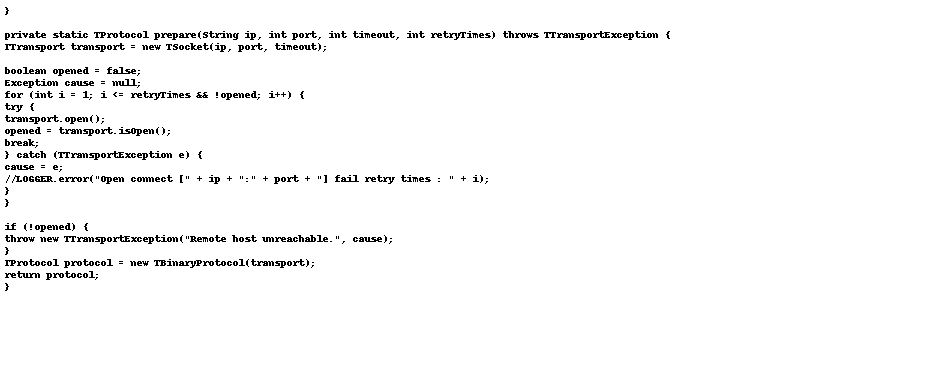 }
private static TProtocol prepare(String ip, int port, int timeout, int retryTimes) throws TTransportException {
TTransport transport = new TSocket(ip, port, timeout);
boolean opened = false;
Exception cause = null;
for (int i = 1; i <= retryTimes && !opened; i++) {
try {
transport.open();
opened = transport.isOpen();
break;
} catch (TTransportException e) {
cause = e;
//LOGGER.error("Open connect [" + ip + ":" + port + "] fail retry times : " + i);
}
}
if (!opened) {
throw new TTransportException("Remote host unreachable.", cause);
}
TProtocol protocol = new TBinaryProtocol(transport);
return protocol;
}